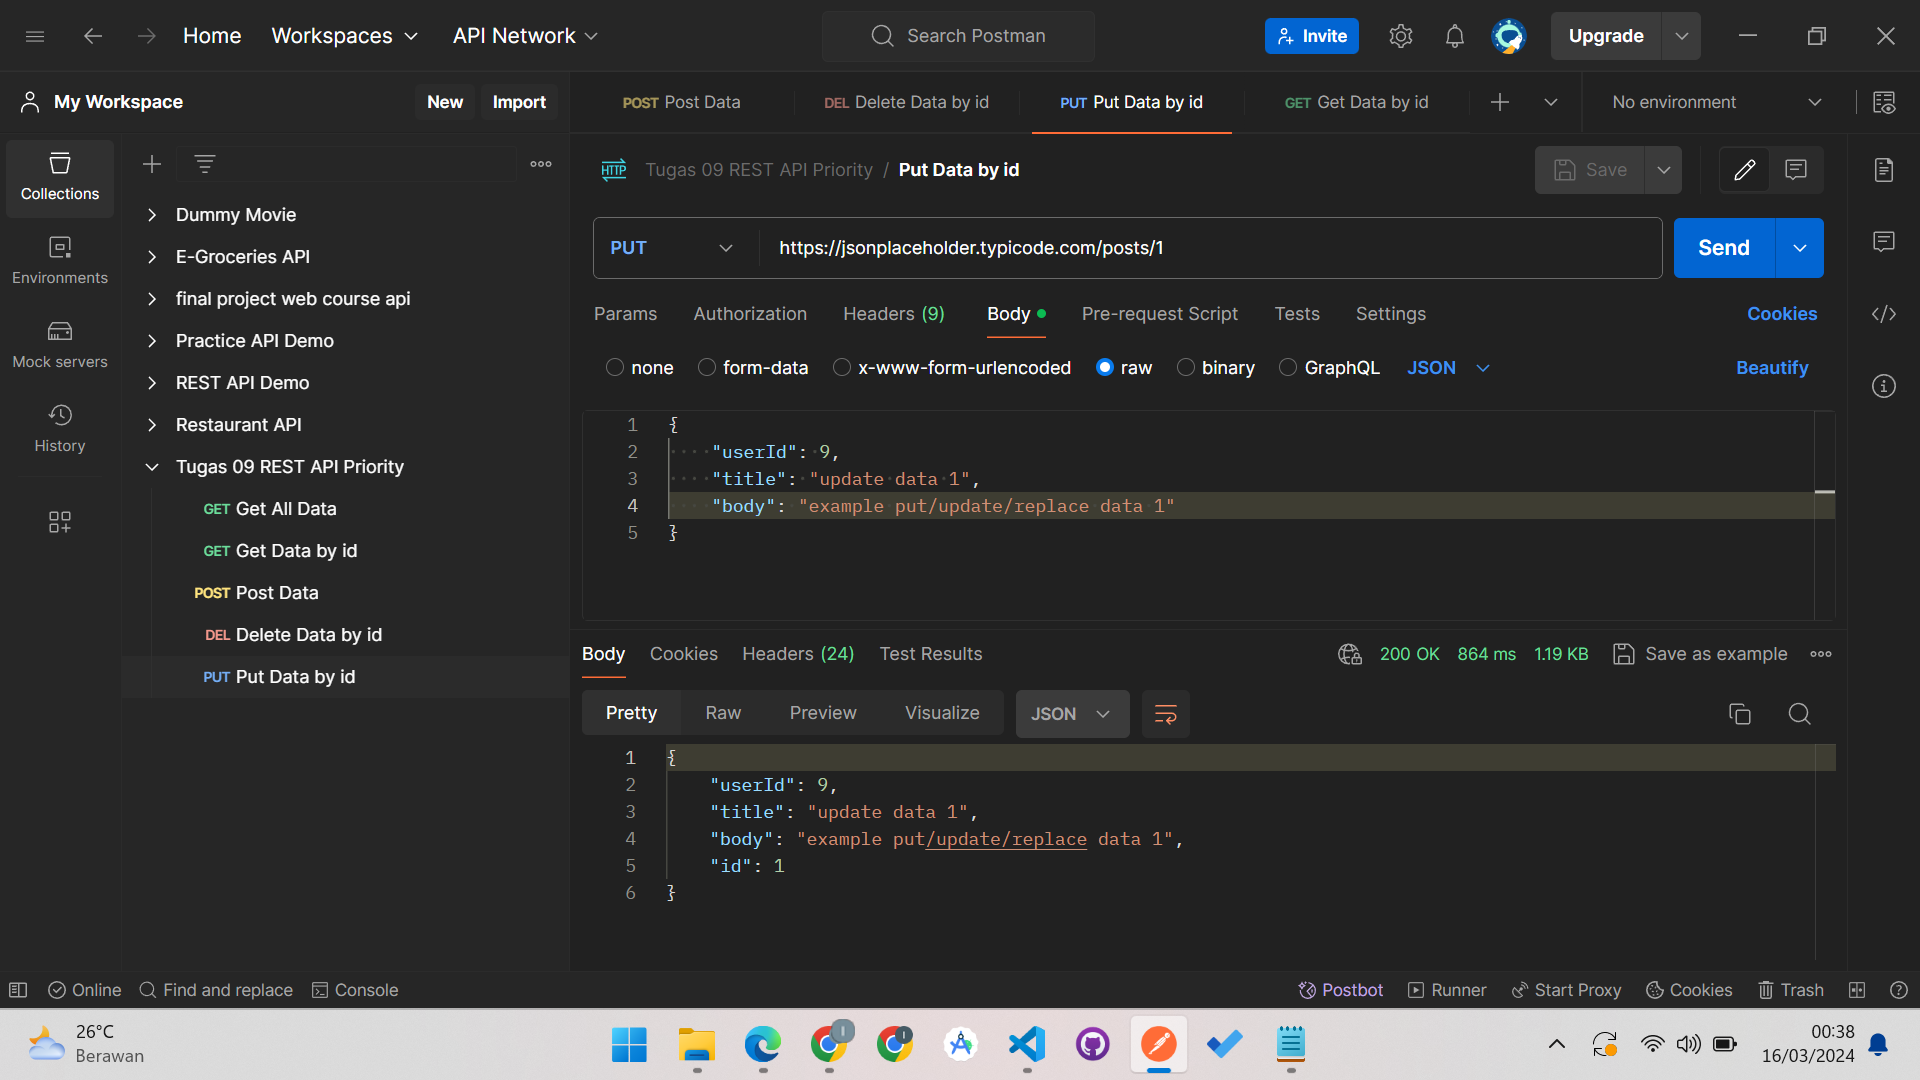 Home Workspaces API Network Search Postman Invite Upgrade
My Workspace New Import
POST Post Data DEL Delete Data by id PUT Put Data by id GET Get Data by id No environment
Collections
Environments
Mock servers
History
Dummy Movie
E-Groceries API
final project web course api
Practice API Demo
REST API Demo
Restaurant API
Tugas 09 REST API Priority
GET Get All Data
GET Get Data by id
POST Post Data
DEL Delete Data by id
PUT Put Data by id
HTTP Tugas 09 REST API Priority / Put Data by id Save
PUT https://jsonplaceholder.typicode.com/posts/1 Send
Params Authorization Headers (9) Body Pre-request Script Tests Settings Cookies
none form-data x-www-form-urlencoded raw binary GraphQL JSON Beautify
1 {
2 "userId": 9,
3 "title": "update data 1",
4 "body": "example put/update/replace data 1"
5 }
Body Cookies Headers (24) Test Results 200 OK 864 ms 1.19 KB Save as example
Pretty Raw Preview Visualize JSON
1 {
2 "userId": 9,
3 "title": "update data 1",
4 "body": "example put/update/replace data 1",
5 "id": 1
6 }
Online Find and replace Console Postbot Runner Start Proxy Cookies Trash
26°C
Berawan
00:38
16/03/2024